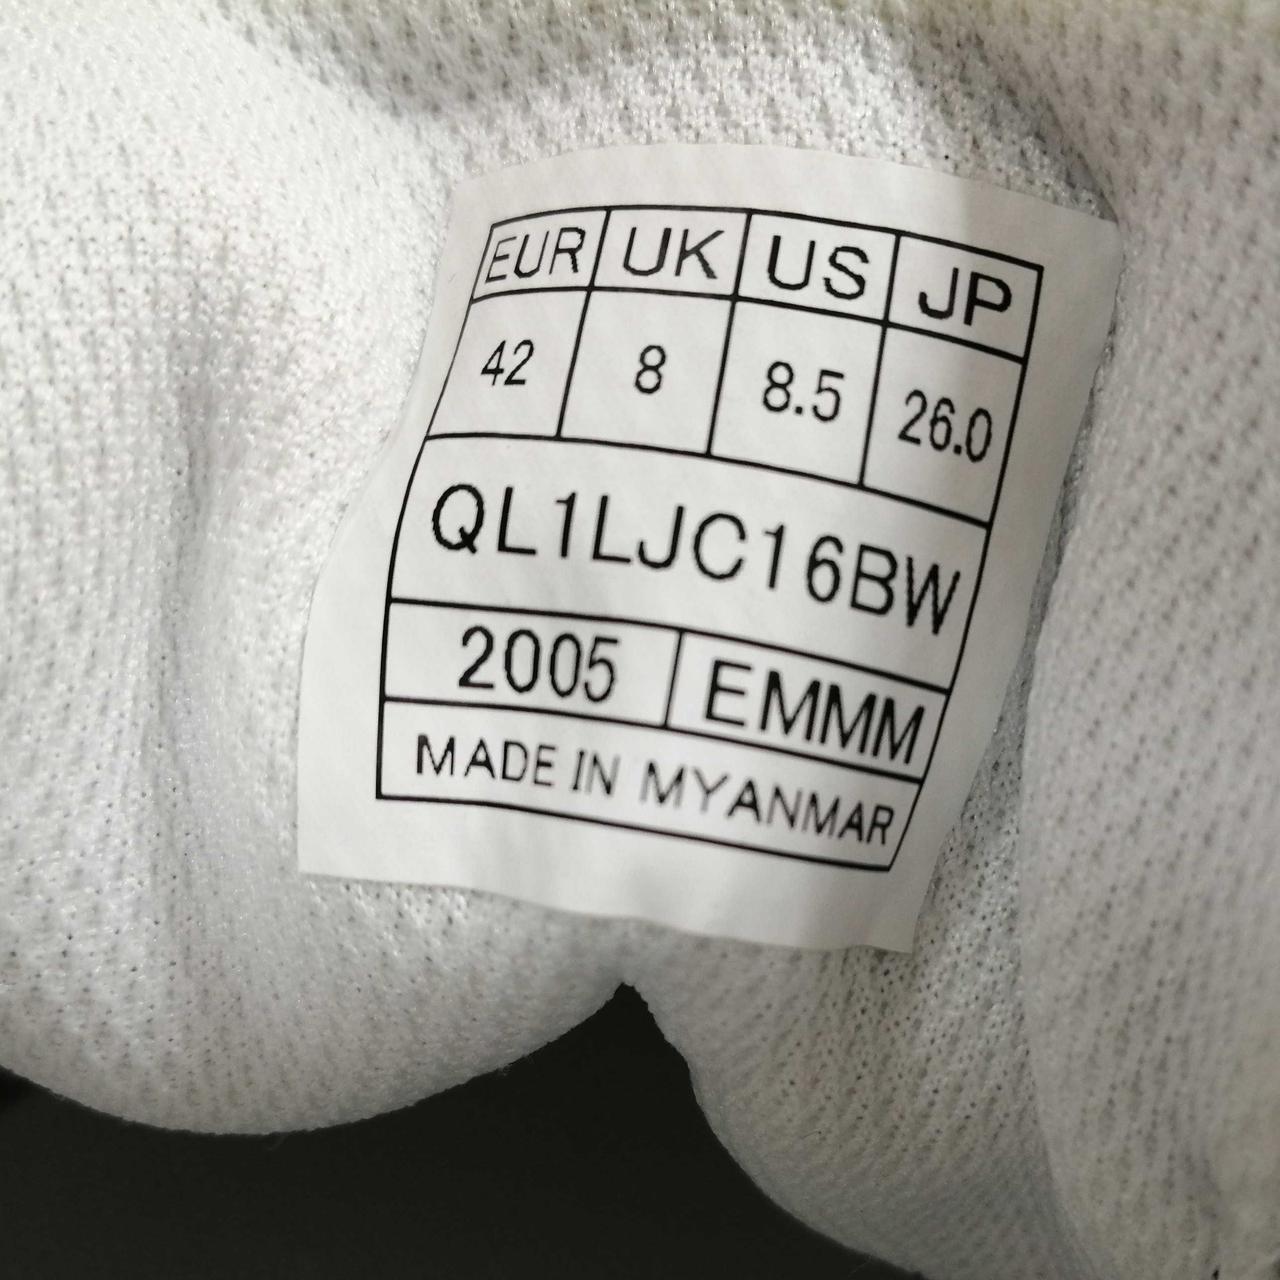 EUR UK US JP
42 8 8.5 26.0
QL1LJC16BW
2005 EMMM
MADE IN MYANMAR